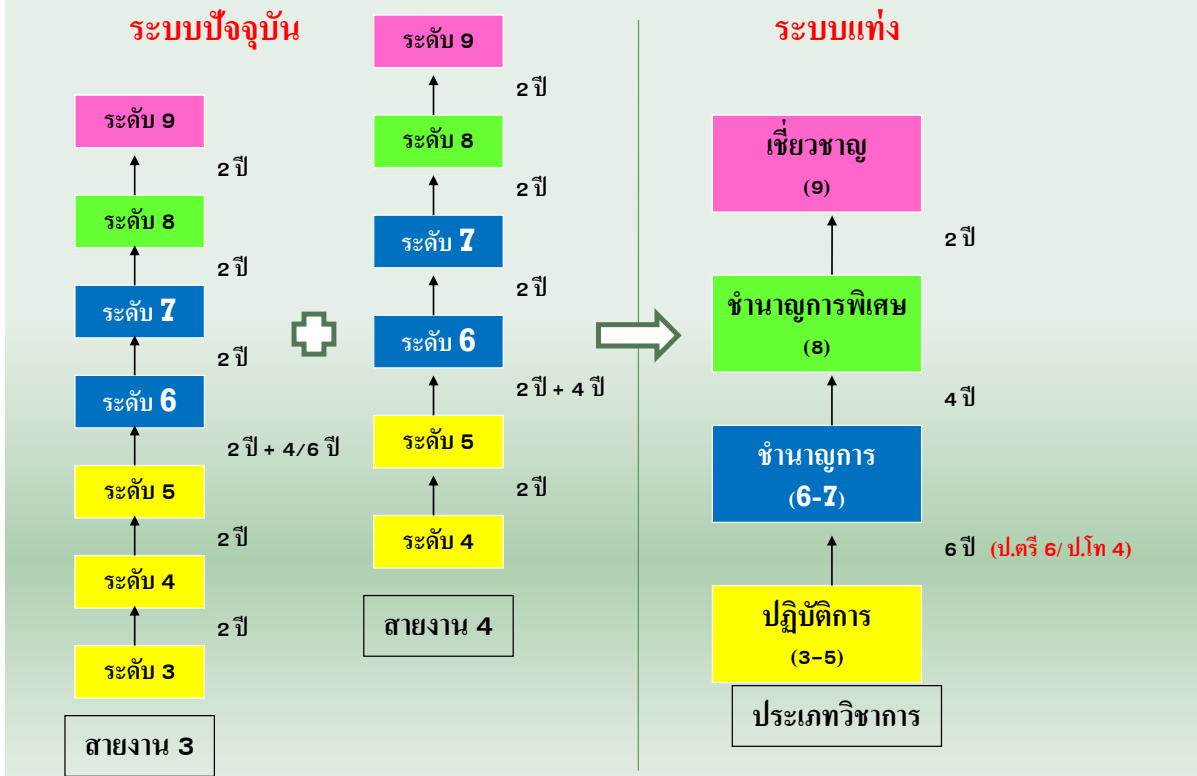 ระบบปัจจุบัน
ระดับ 9
2 ปี
ระดับ 8
2 ปี
ระดับ 7
2 ปี
ระดับ 6
2 ปี + 4/6 ปี
ระดับ 5
2 ปี
ระดับ 4
2 ปี
ระดับ 3
สายงาน 3
ระดับ 9
2 ปี
ระดับ 8
2 ปี
ระดับ 7
2 ปี
ระดับ 6
2 ปี + 4 ปี
ระดับ 5
2 ปี
ระดับ 4
สายงาน 4
ระบบแท่ง
เชี่ยวชาญ
(9)
2 ปี
ชำนาญการพิเศษ
(8)
4 ปี
ชำนาญการ
(6-7)
6 ปี (ป.ตรี 6/ ป.โท 4)
ปฏิบัติการ
(3-5)
ประเภทวิชาการ